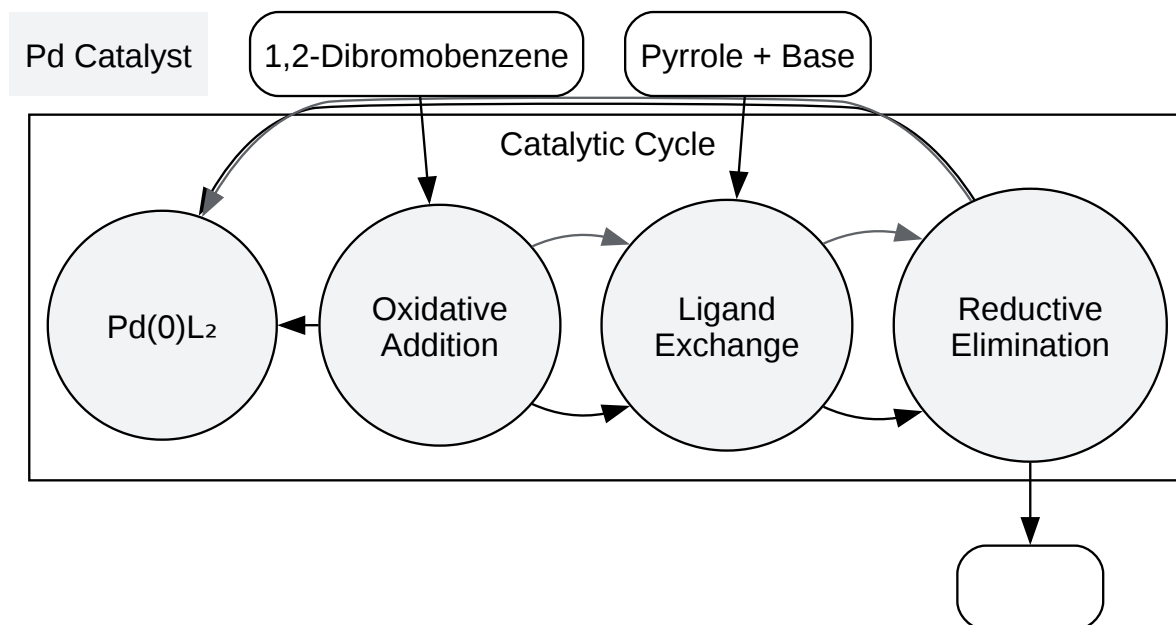 Pd Catalyst
1,2-Dibromobenzene
Pyrrole + Base
Catalytic Cycle
Pd(0)L₂
Oxidative
Addition
Ligand
Exchange
Reductive
Elimination